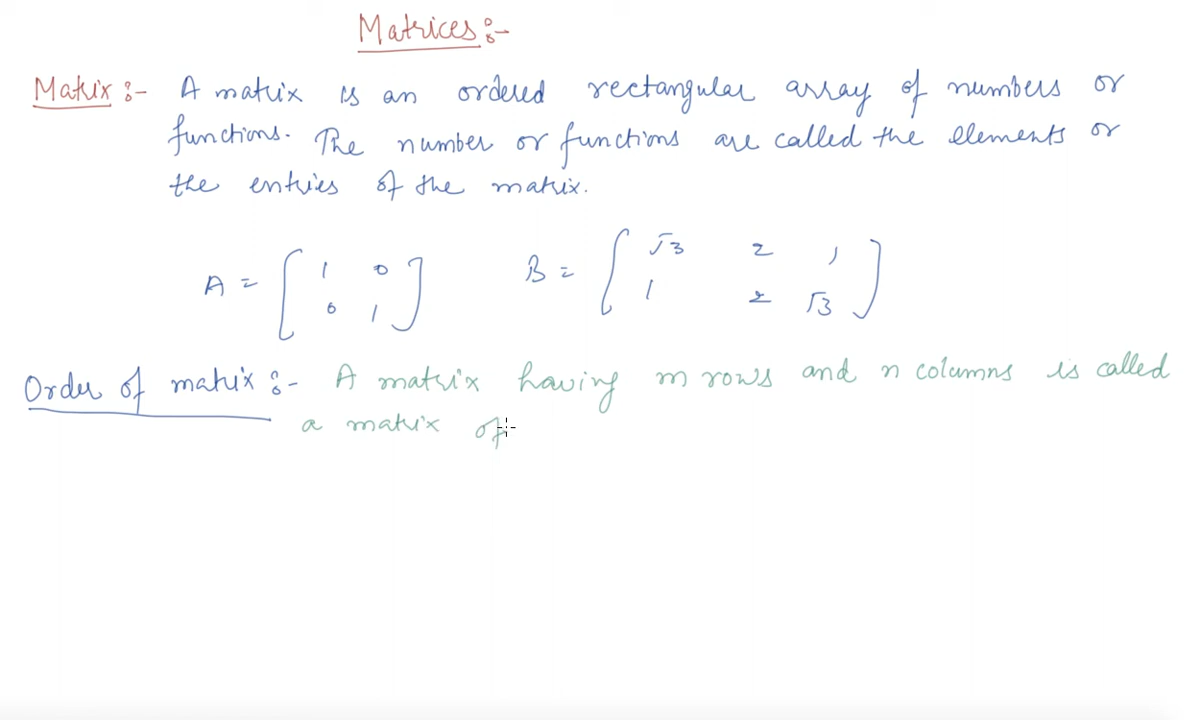 Matrices :-
Matrix :- A matrix is an ordered rectangular array of numbers or
functions. The number or functions are called the elements or
the entries of the matrix.
A = [ 1 0 B = [ √3 2 1
0 1 ] 1 2 √3 ]
Order of matrix :- A matrix having m rows and n columns is called
a matrix of